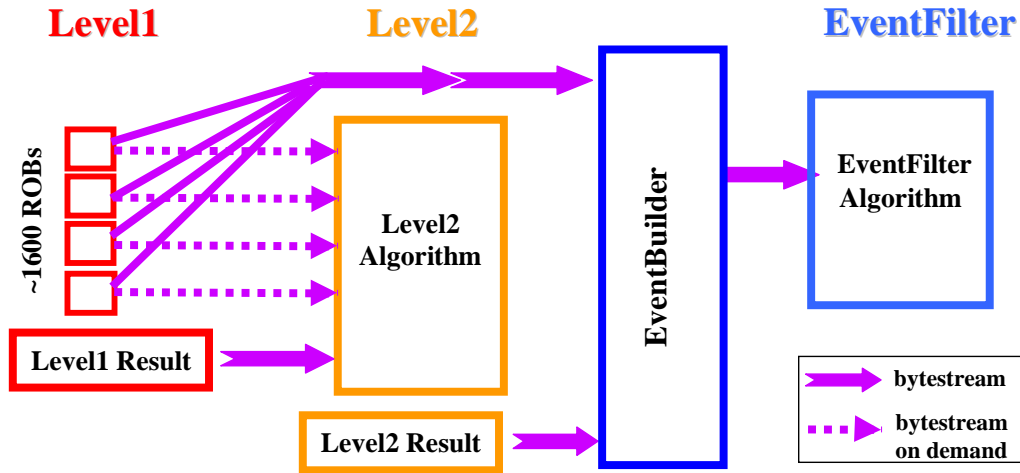 Level1
Level2
EventFilter
~1600 ROBs
Level2
Algorithm
EventBuilder
EventFilter
Algorithm
Level1 Result
Level2 Result
bytestream
bytestream
on demand